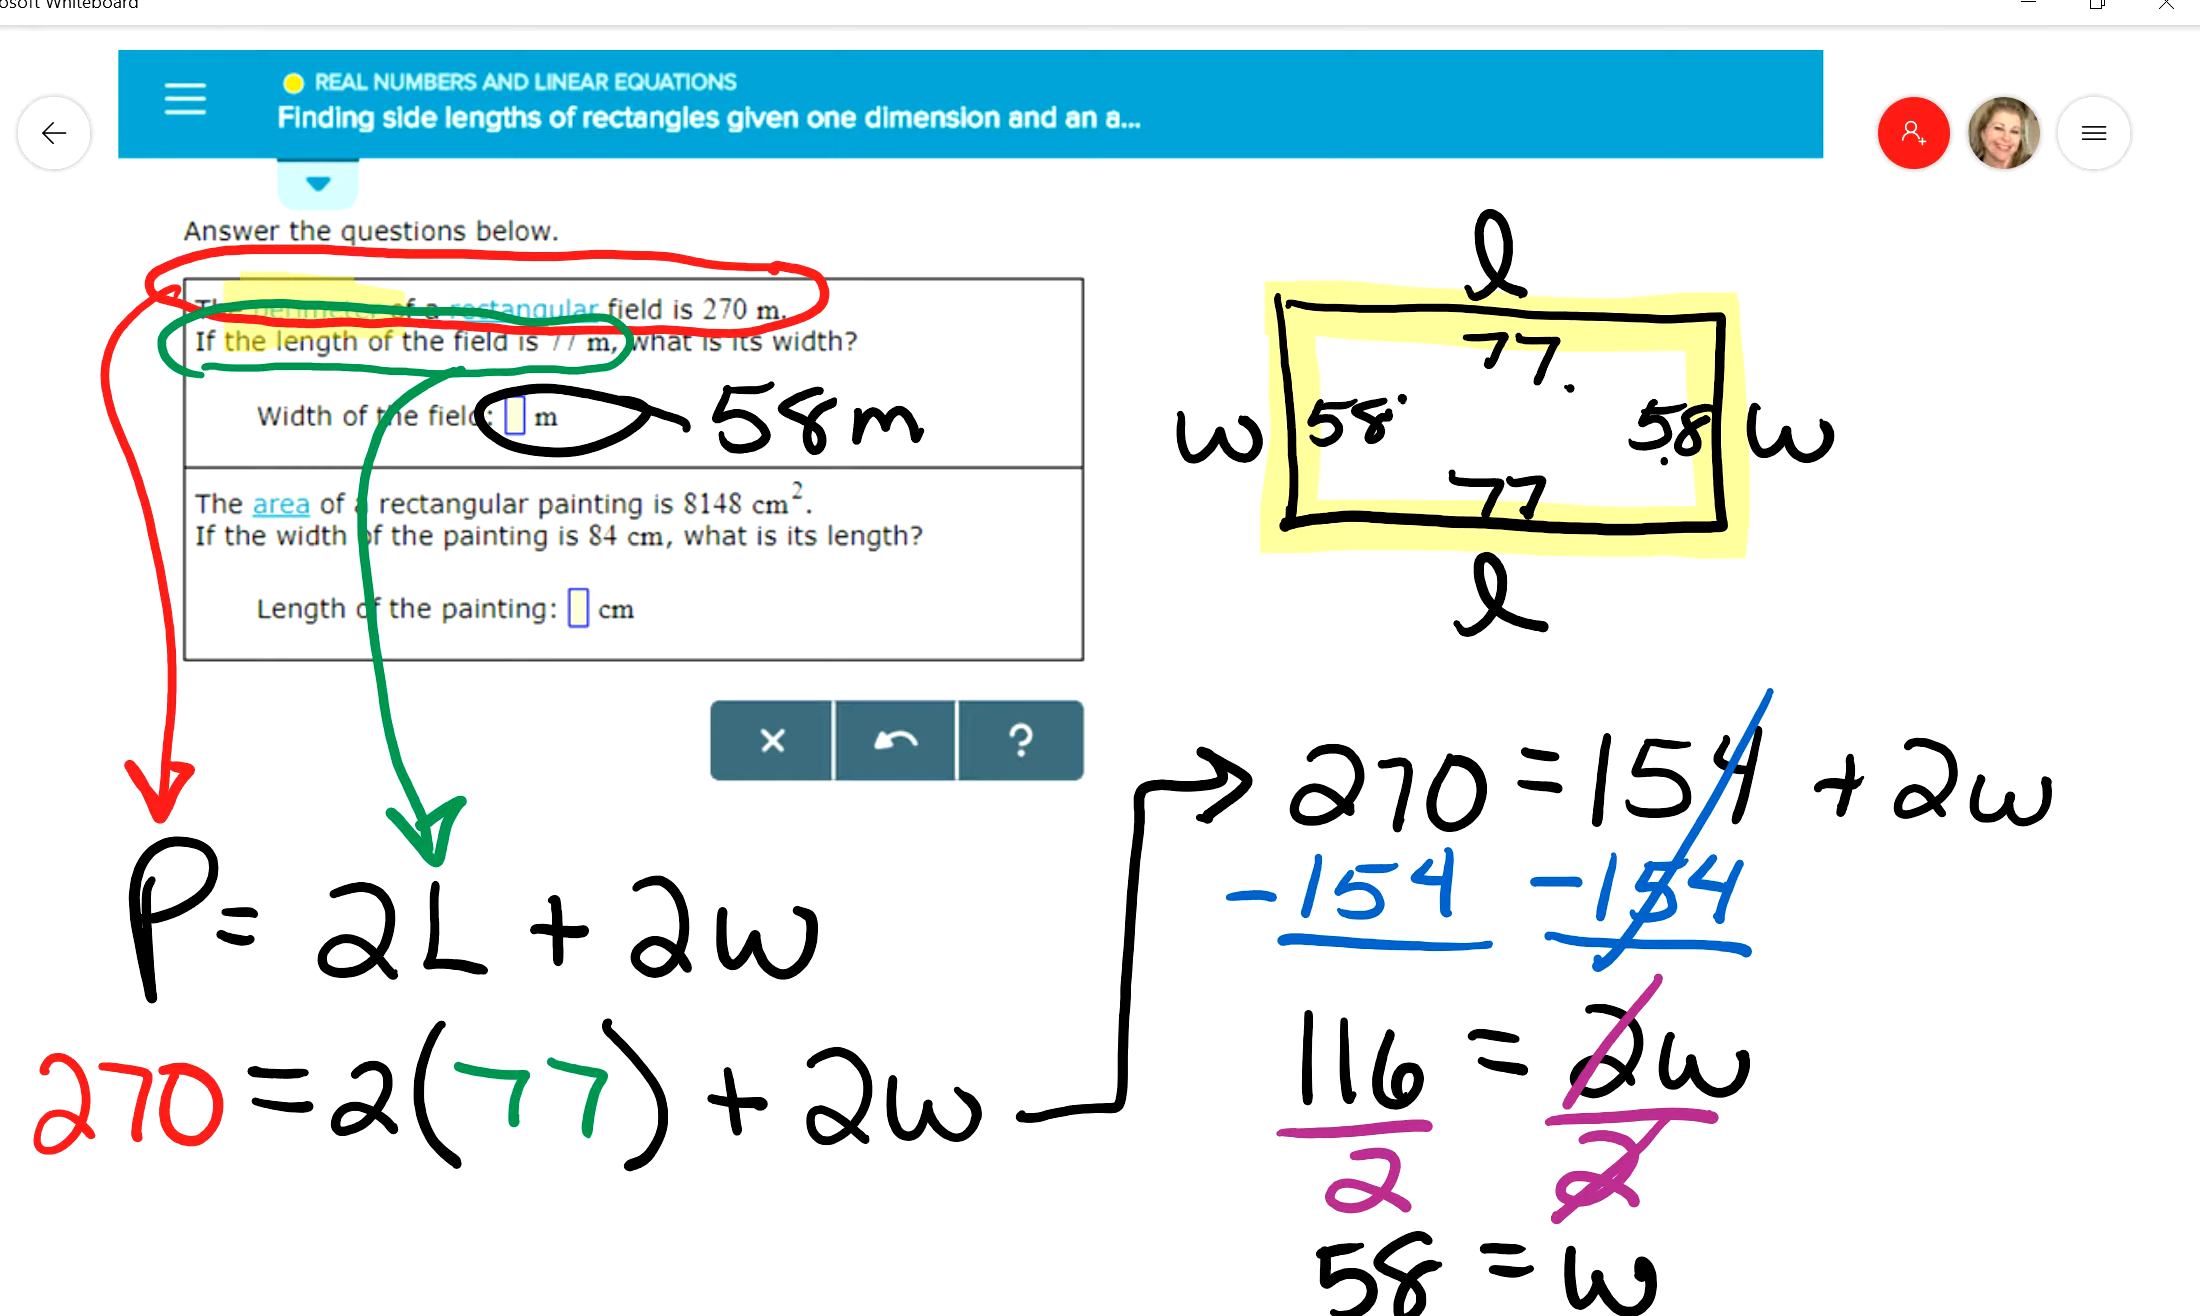 osoft Whiteboard
REAL NUMBERS AND LINEAR EQUATIONS
Finding side lengths of rectangles given one dimension and an a...
Answer the questions below.
The perimeter of a rectangular field is 270 m.
If the length of the field is 77 m, what is its width?
Width of the field: m
58m
The area of a rectangular painting is 8148 cm².
If the width of the painting is 84 cm, what is its length?
Length of the painting: cm
?
l
77
w 58 58 w
77
l
P = 2L + 2w
270 = 2(77) + 2w
270 = 154 + 2w
-154 -154
116 = 2w
2 2
58 = w